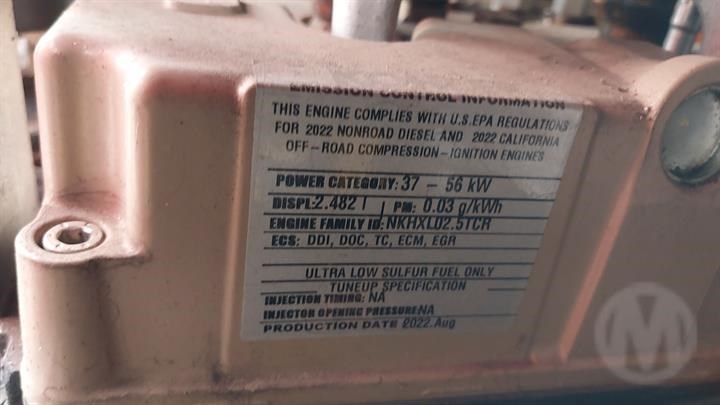 EMISSION CONTROL INFORMATION
THIS ENGINE COMPLIES WITH U.S.EPA REGULATIONS
FOR 2022 NONROAD DIESEL AND 2022 CALIFORNIA
OFF-ROAD COMPRESSION-IGNITION ENGINES
POWER CATEGORY: 37 - 56 kW
DISPL:2.482 l PM: 0.03 g/kWh
ENGINE FAMILY ID:NKHXL02.5TCR
ECS: DDI, DOC, TC, ECM, EGR
ULTRA LOW SULFUR FUEL ONLY
TUNEUP SPECIFICATION
INJECTION TIMING: NA
INJECTOR OPENING PRESSURE:NA
PRODUCTION DATE :2022.Aug
M